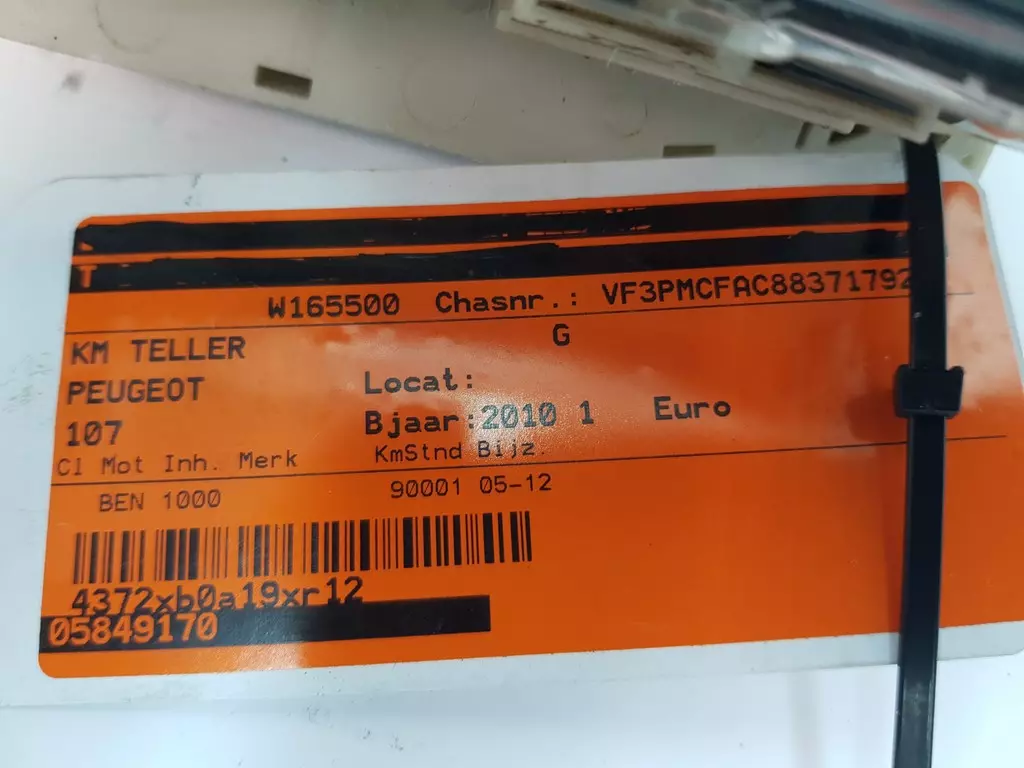 T
W165500 Chasnr.: VF3PMCFAC88371792
KM TELLER G
PEUGEOT Locat:
107 Bjaar:2010 1 Euro
Cl Mot Inh. Merk KmStnd Bijz.
BEN 1000 90001 05-12
4372xb0a19xr12
05849170